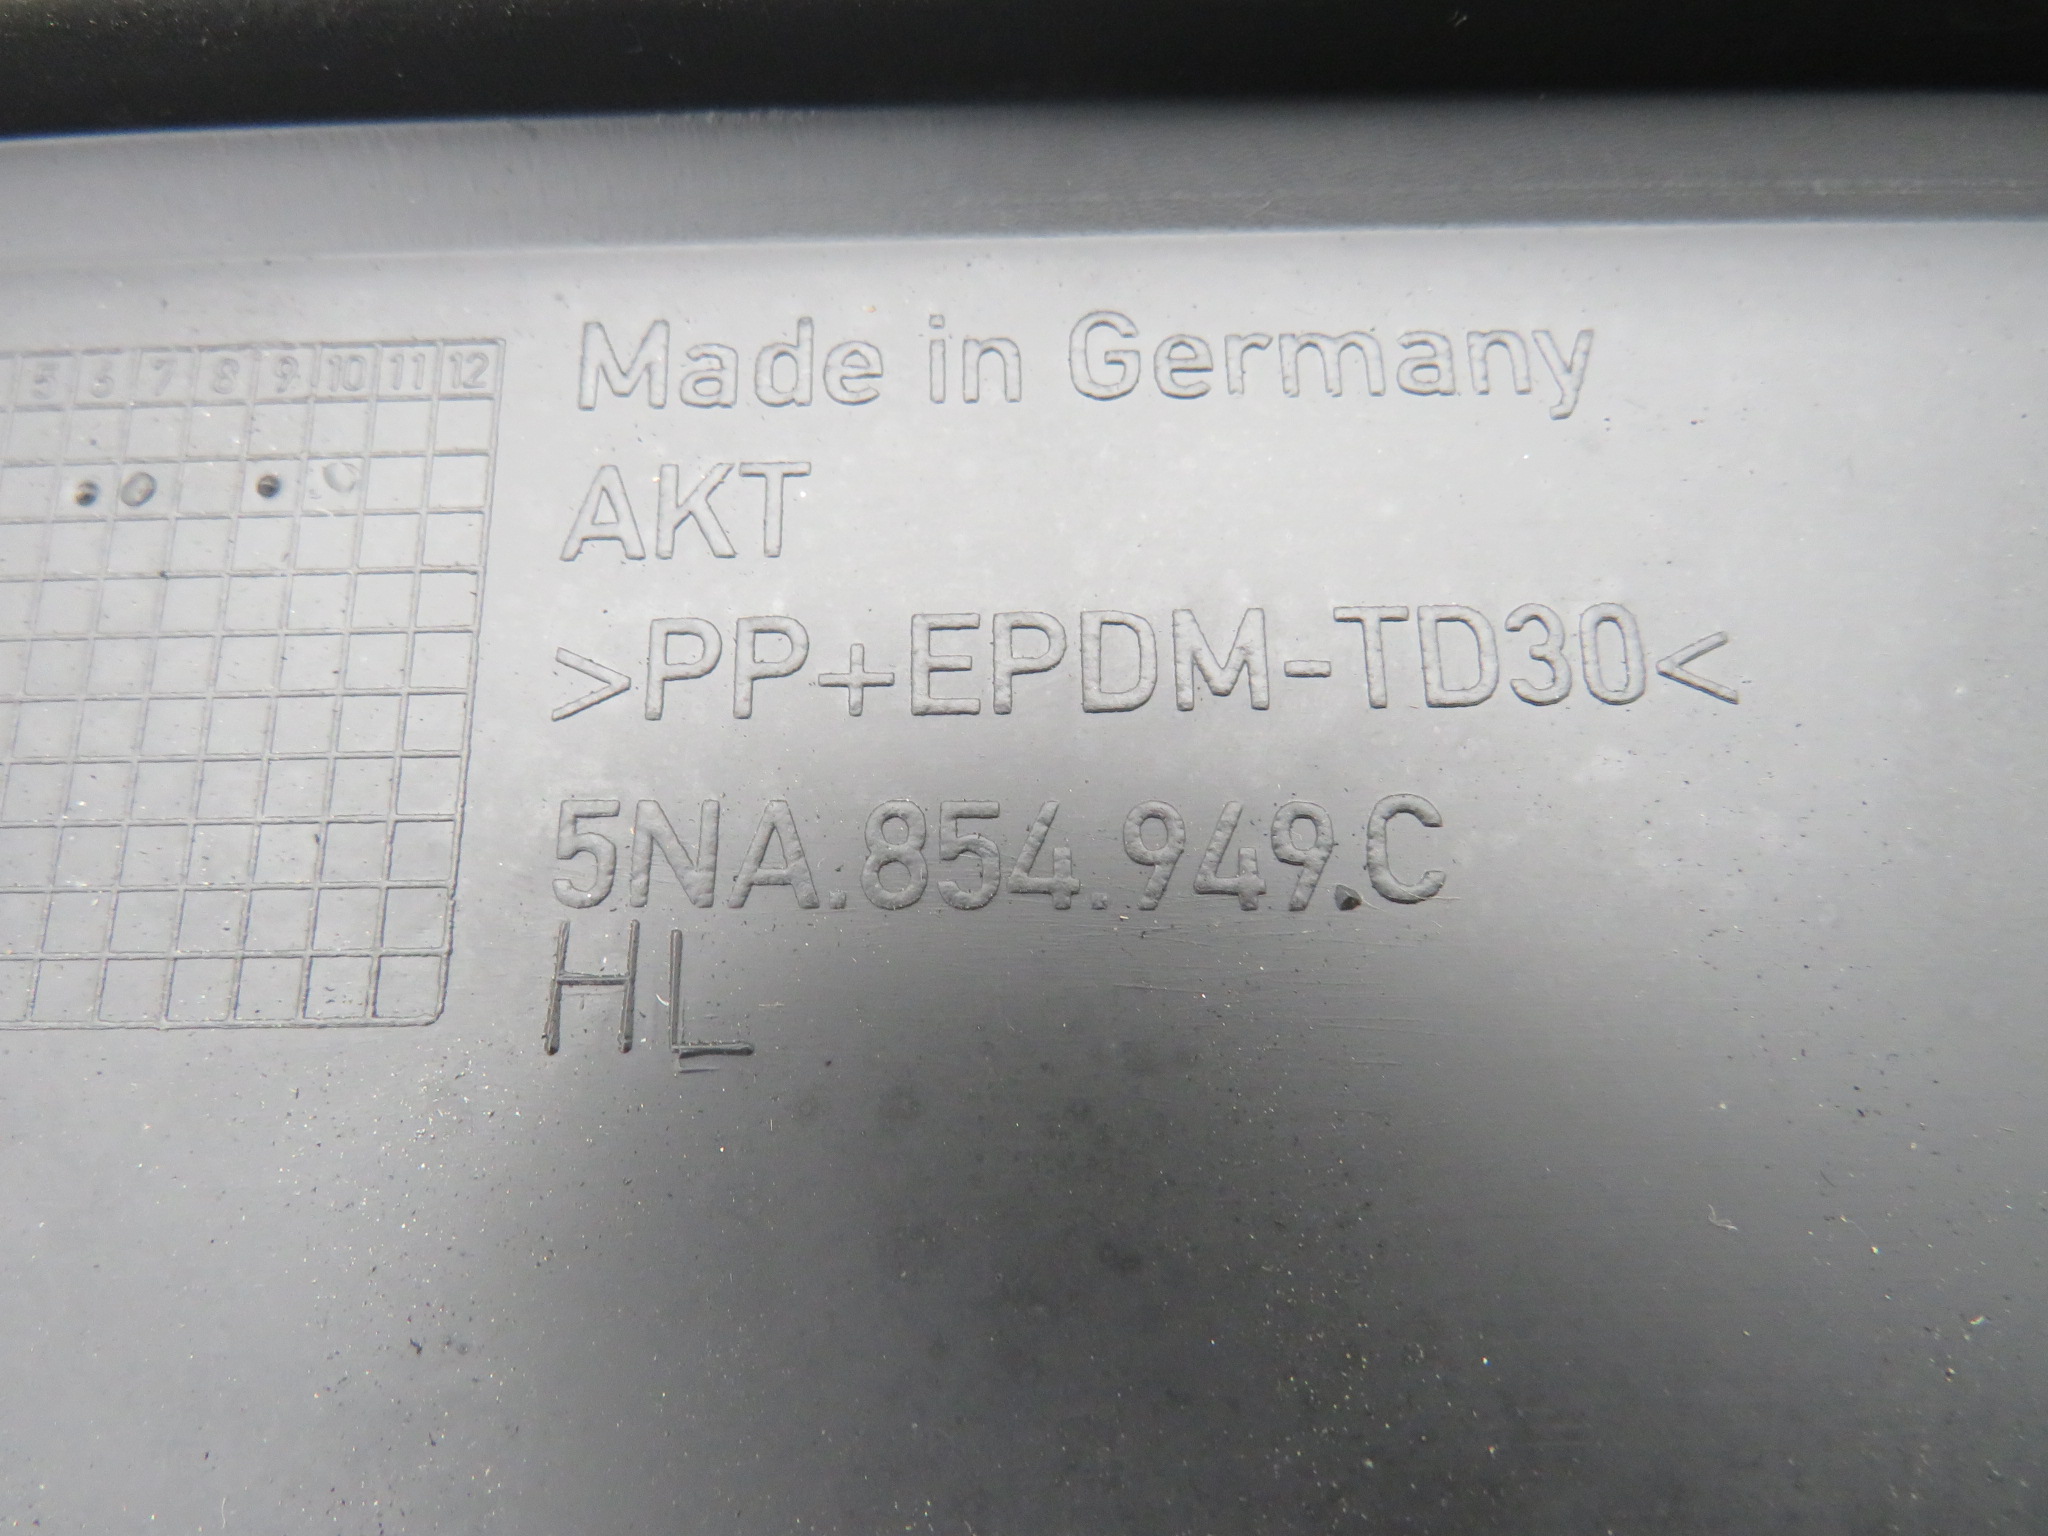 5 6 7 8 9 10 11 12
Made in Germany
AKT
>PP+EPDM-TD30<
5NA.854.949.C
HL